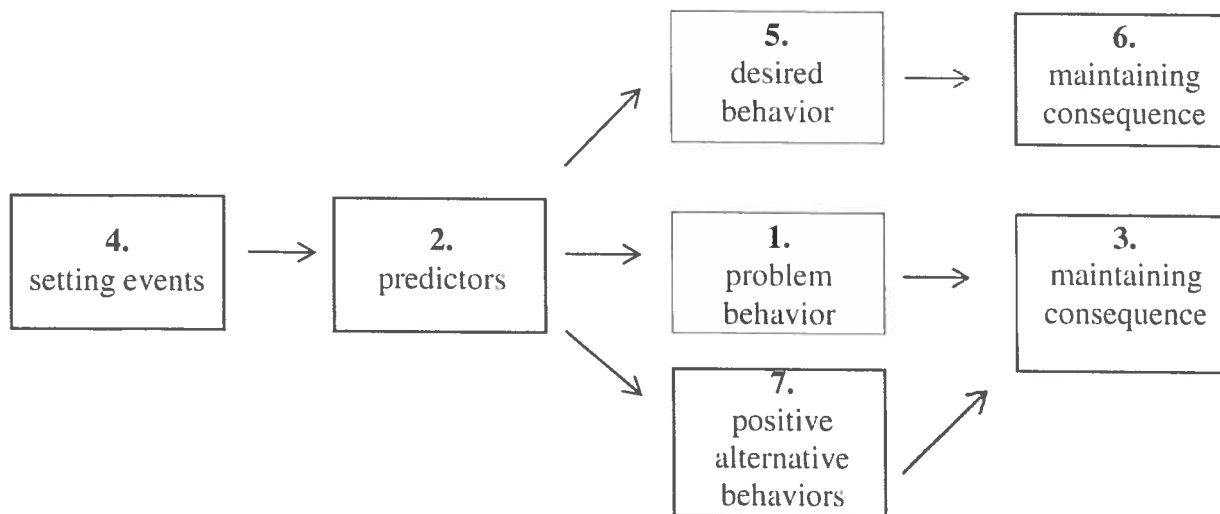 5.
desired
behavior
6.
maintaining
consequence
4.
setting events
2.
predictors
1.
problem
behavior
3.
maintaining
consequence
7.
positive
alternative
behaviors